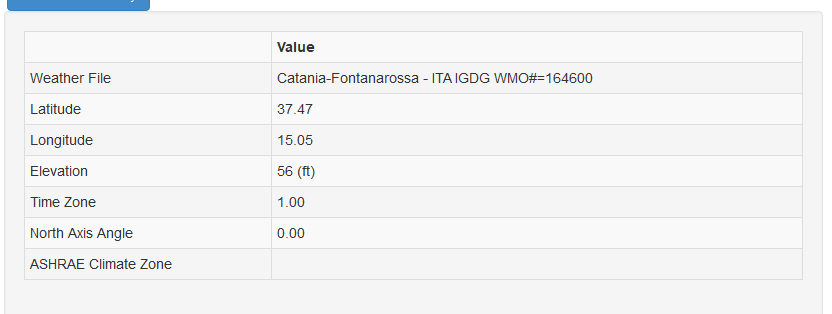 Value
Weather File Catania-Fontanarossa - ITA IGDG WMO#=164600
Latitude 37.47
Longitude 15.05
Elevation 56 (ft)
Time Zone 1.00
North Axis Angle 0.00
ASHRAE Climate Zone